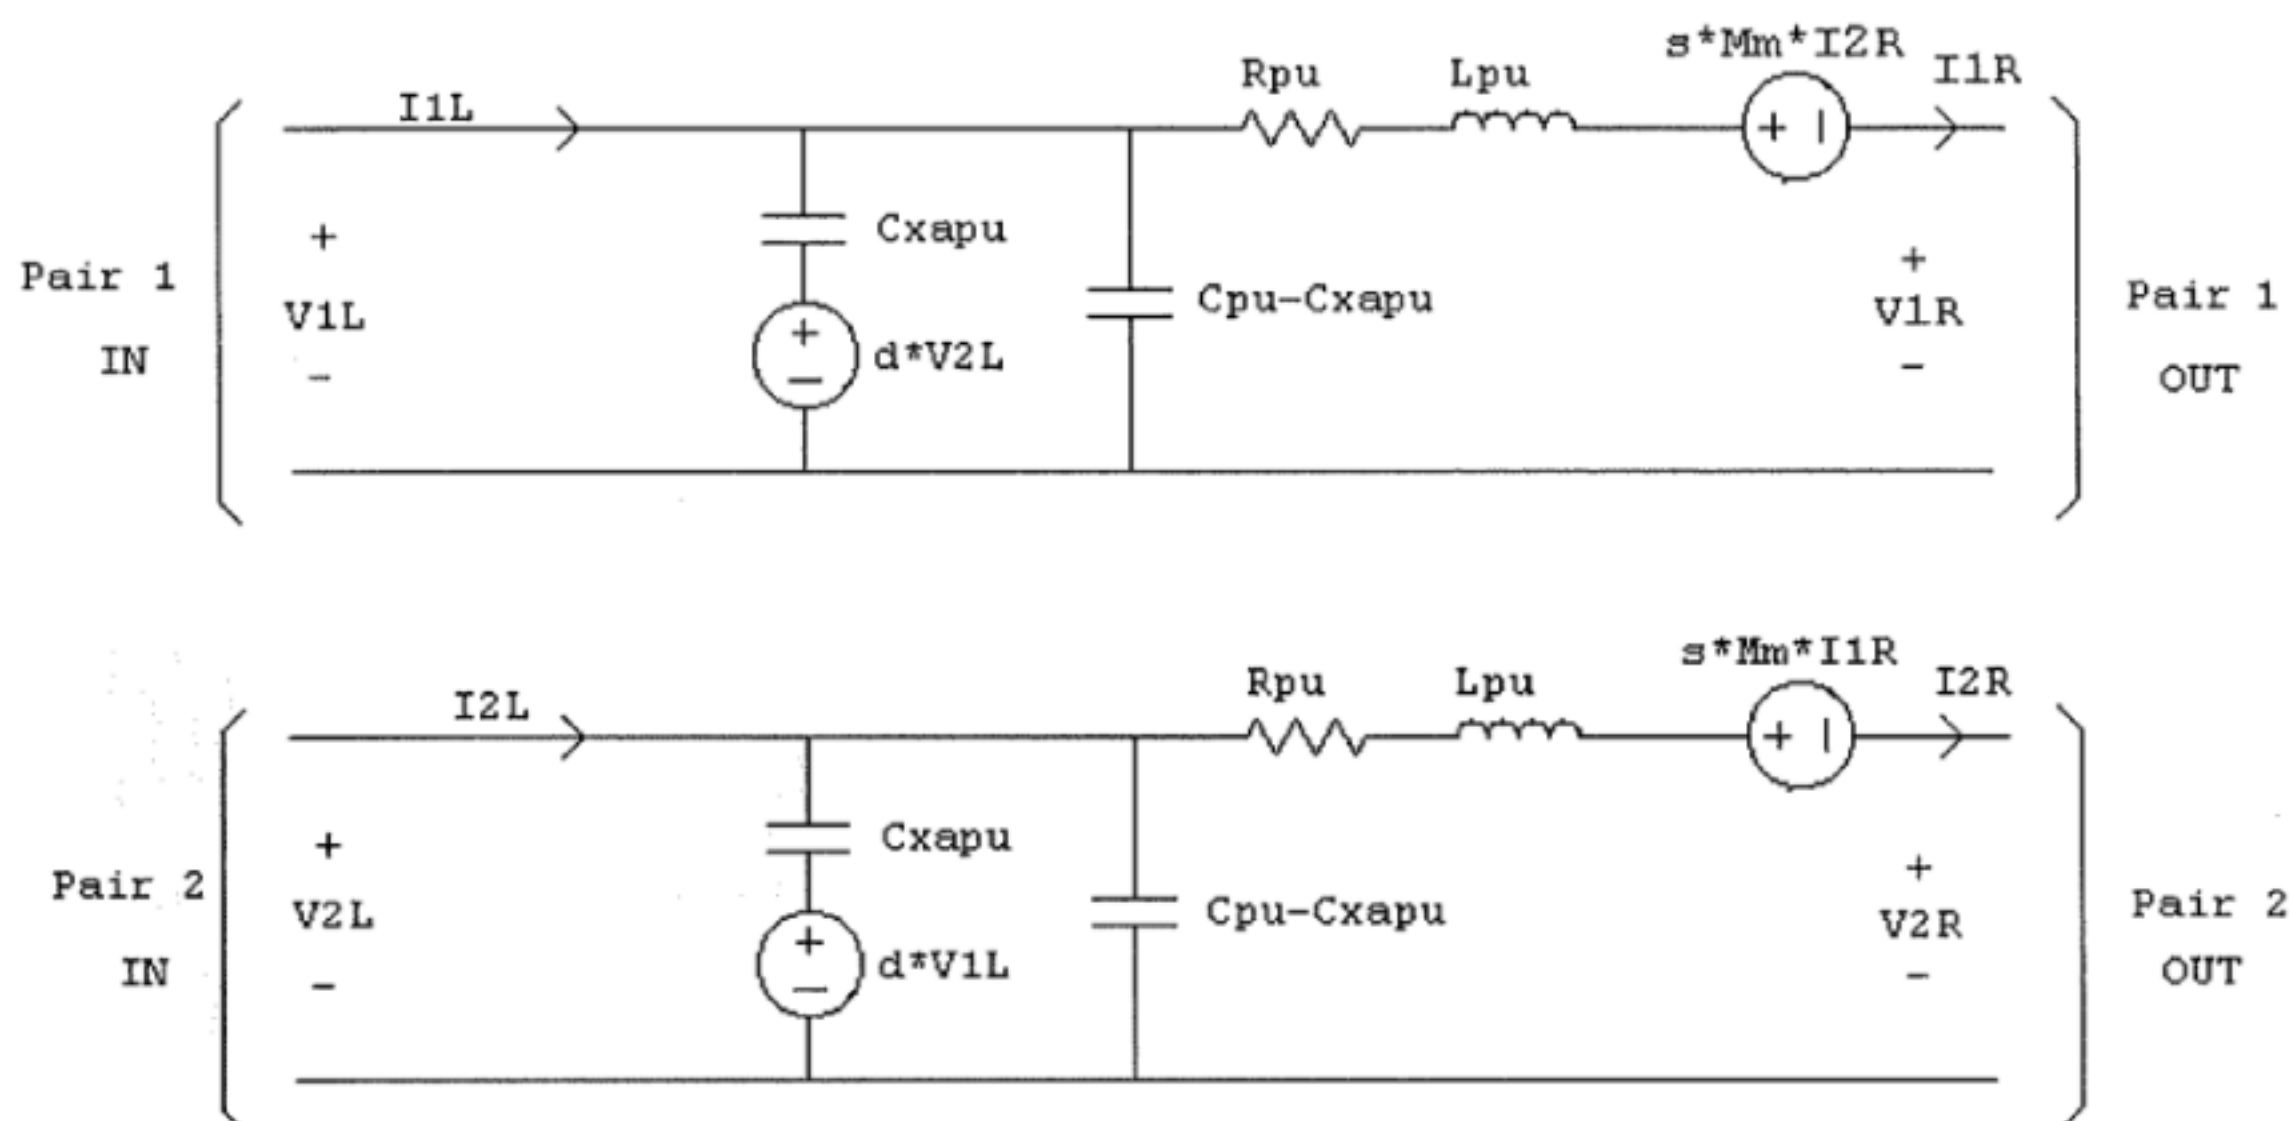 s*Mm*I2R
I1R
Rpu
Lpu
I1L
+ -
+
Cxapu
Pair 1
V1L
IN
-
+
-
d*V2L
Cpu-Cxapu
+
V1R
-
Pair 1
OUT
s*Mm*I1R
I2R
Rpu
Lpu
I2L
+ -
+
Cxapu
Pair 2
V2L
IN
-
+
-
d*V1L
Cpu-Cxapu
+
V2R
-
Pair 2
OUT